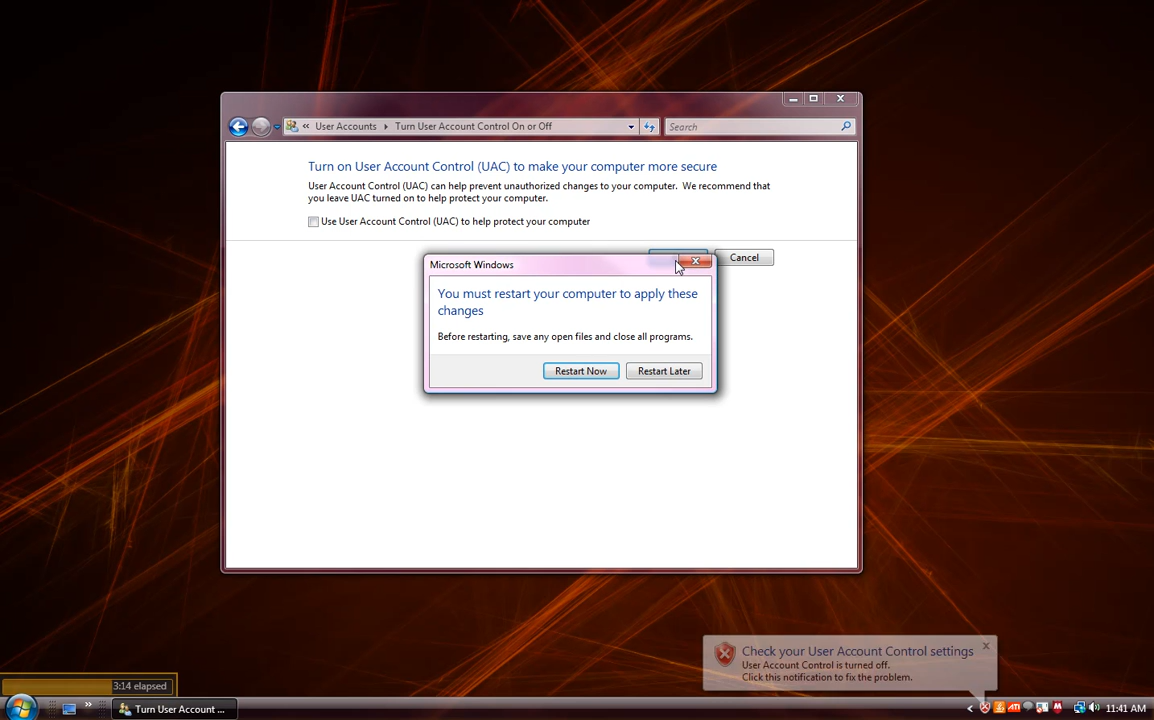 « User Accounts Turn User Account Control On or Off
Search
Turn on User Account Control (UAC) to make your computer more secure
User Account Control (UAC) can help prevent unauthorized changes to your computer. We recommend that
you leave UAC turned on to help protect your computer.
Use User Account Control (UAC) to help protect your computer
Cancel
Microsoft Windows
You must restart your computer to apply these
changes
Before restarting, save any open files and close all programs.
Restart Now Restart Later
Check your User Account Control settings
User Account Control is turned off.
Click this notification to fix the problem.
3:14 elapsed
Turn User Account ...
ATI
11:41 AM